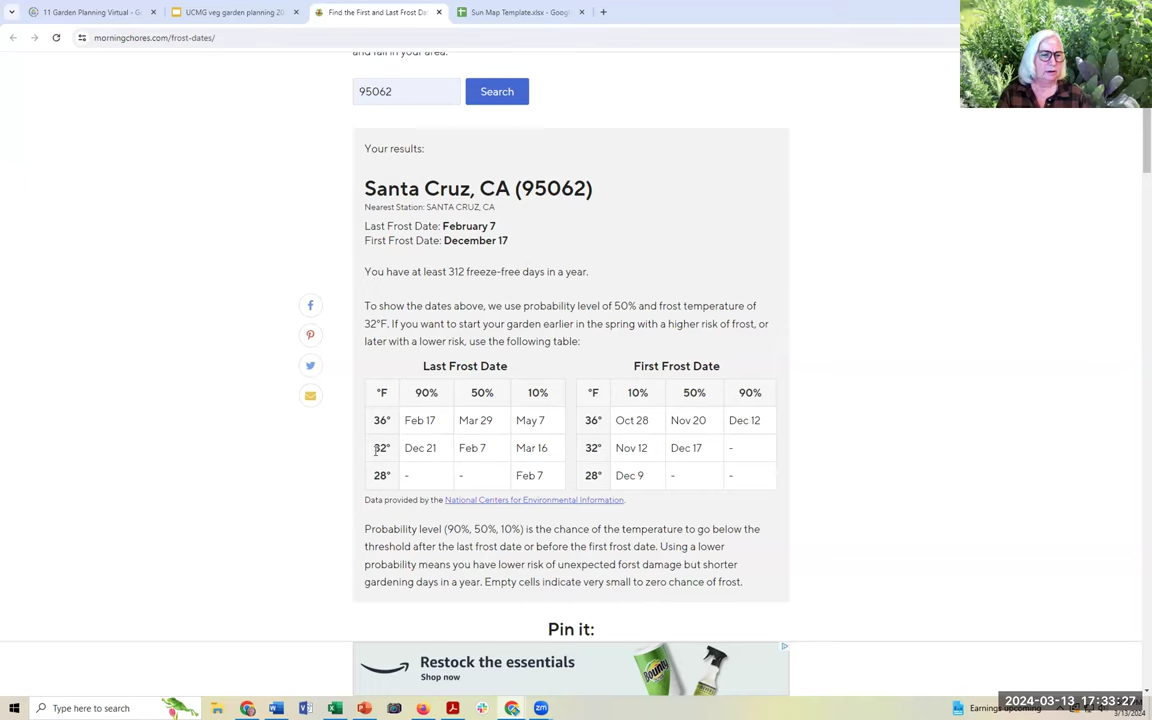 11 Garden Planning Virtual - Go
UCMG veg garden planning 20
Find the First and Last Frost Da
Sun Map Template.xlsx - Googl
morningchores.com/frost-dates/
and fall in your area.
95062
Search
Your results:
Santa Cruz, CA (95062)
Nearest Station: SANTA CRUZ, CA
Last Frost Date: February 7
First Frost Date: December 17
You have at least 312 freeze-free days in a year.
To show the dates above, we use probability level of 50% and frost temperature of
32°F. If you want to start your garden earlier in the spring with a higher risk of frost, or
later with a lower risk, use the following table:
Last Frost Date First Frost Date
°F 90% 50% 10% °F 10% 50% 90%
36° Feb 17 Mar 29 May 7 36° Oct 28 Nov 20 Dec 12
32° Dec 21 Feb 7 Mar 16 32° Nov 12 Dec 17 -
28° - - Feb 7 28° Dec 9 - -
Data provided by the National Centers for Environmental Information.
Probability level (90%, 50%, 10%) is the chance of the temperature to go below the
threshold after the last frost date or before the first frost date. Using a lower
probability means you have lower risk of unexpected forst damage but shorter
gardening days in a year. Empty cells indicate very small to zero chance of frost.
Pin it:
Restock the essentials
Shop now
Bounty
Type here to search
Earnings upcoming
2024-03-13 17:33:27
3/13/2024